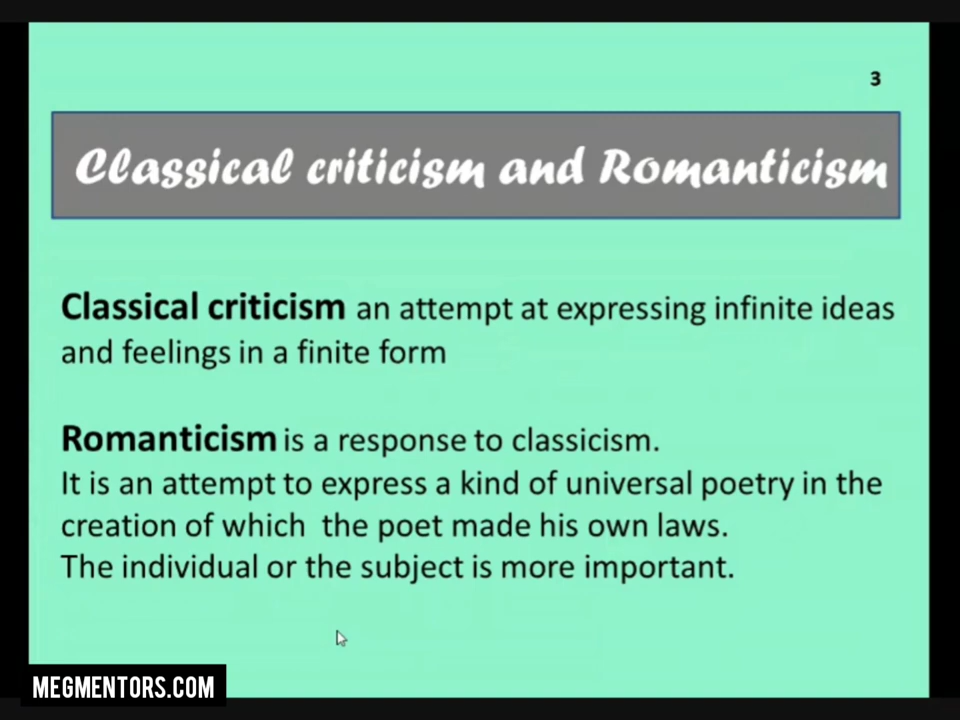 3
Classical criticism and Romanticism
Classical criticism an attempt at expressing infinite ideas
and feelings in a finite form
Romanticism is a response to classicism.
It is an attempt to express a kind of universal poetry in the
creation of which the poet made his own laws.
The individual or the subject is more important.
MEGMENTORS.COM